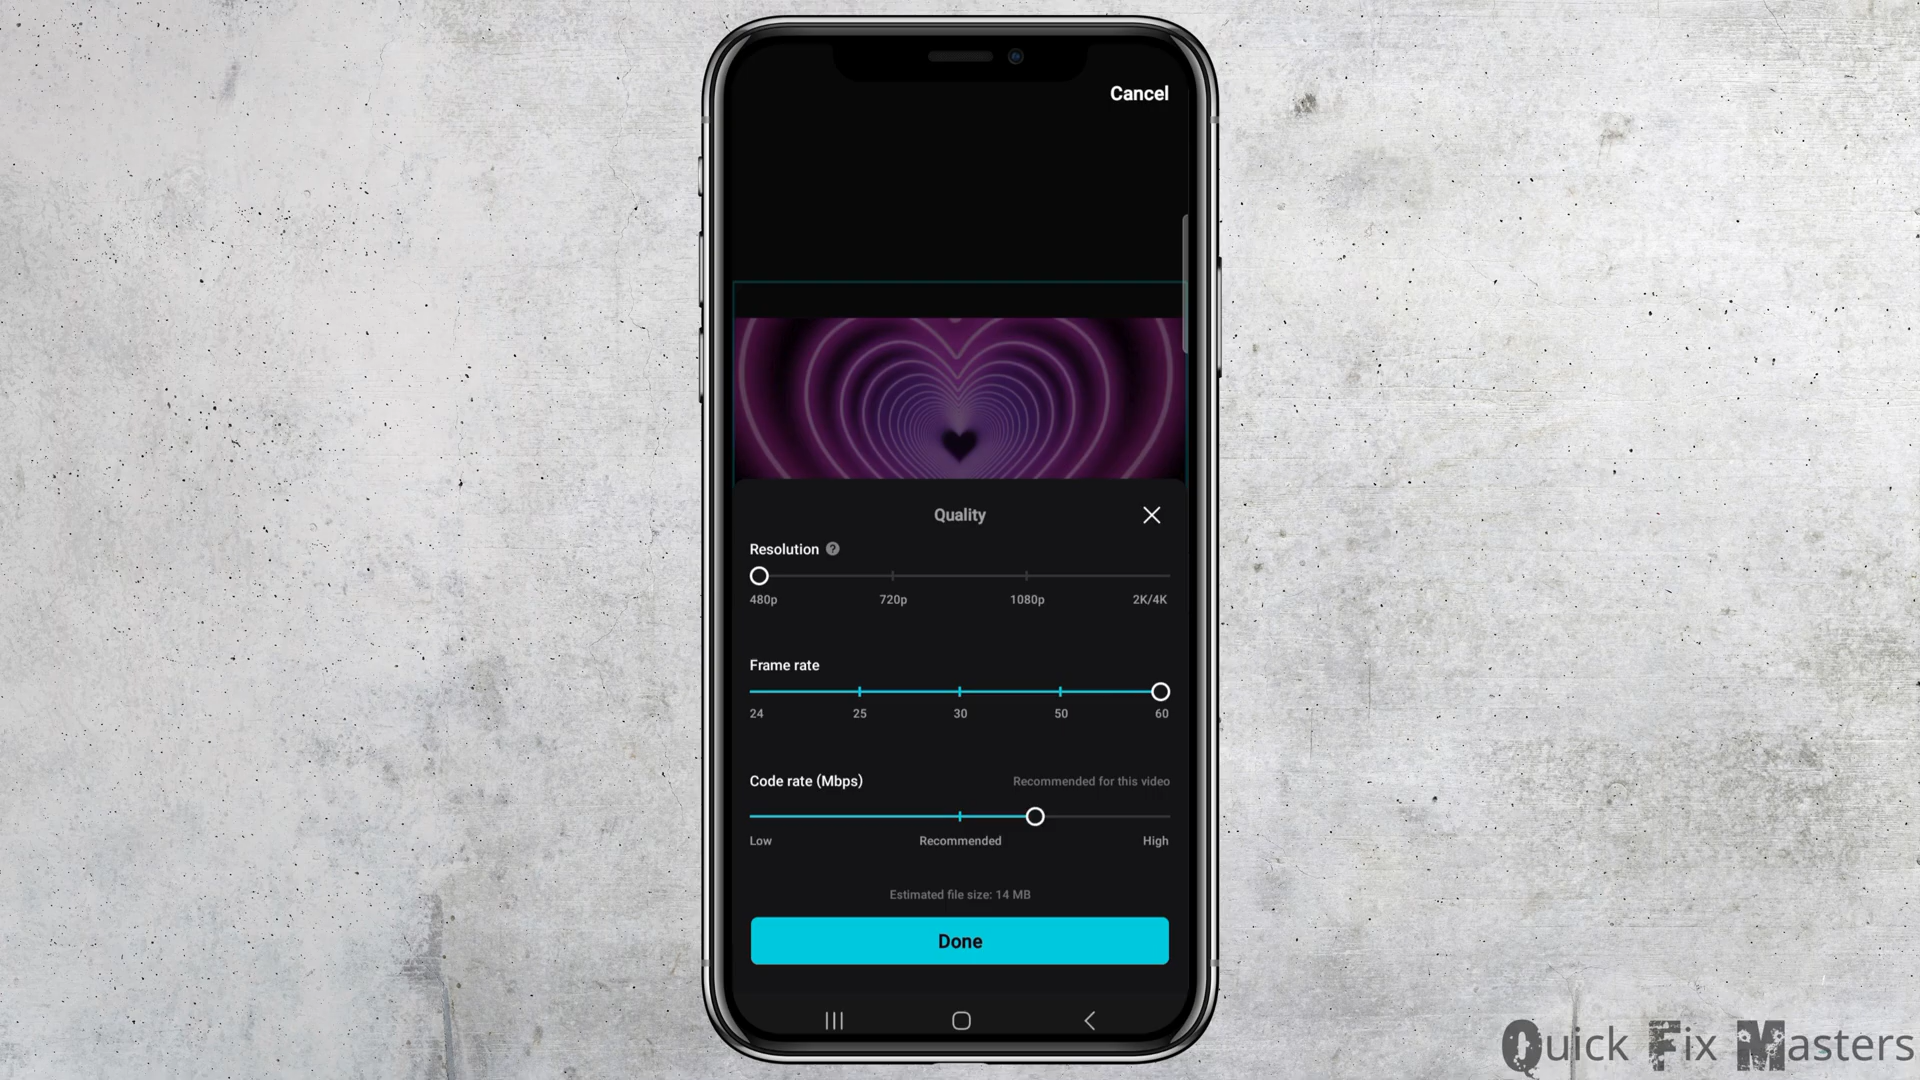 Cancel
Quality
Resolution ?
480p 720p 1080p 2K/4K
Frame rate
24 25 30 50 60
Code rate (Mbps) Recommended for this video
Low Recommended High
Estimated file size: 14 MB
Done
Quick Fix Masters